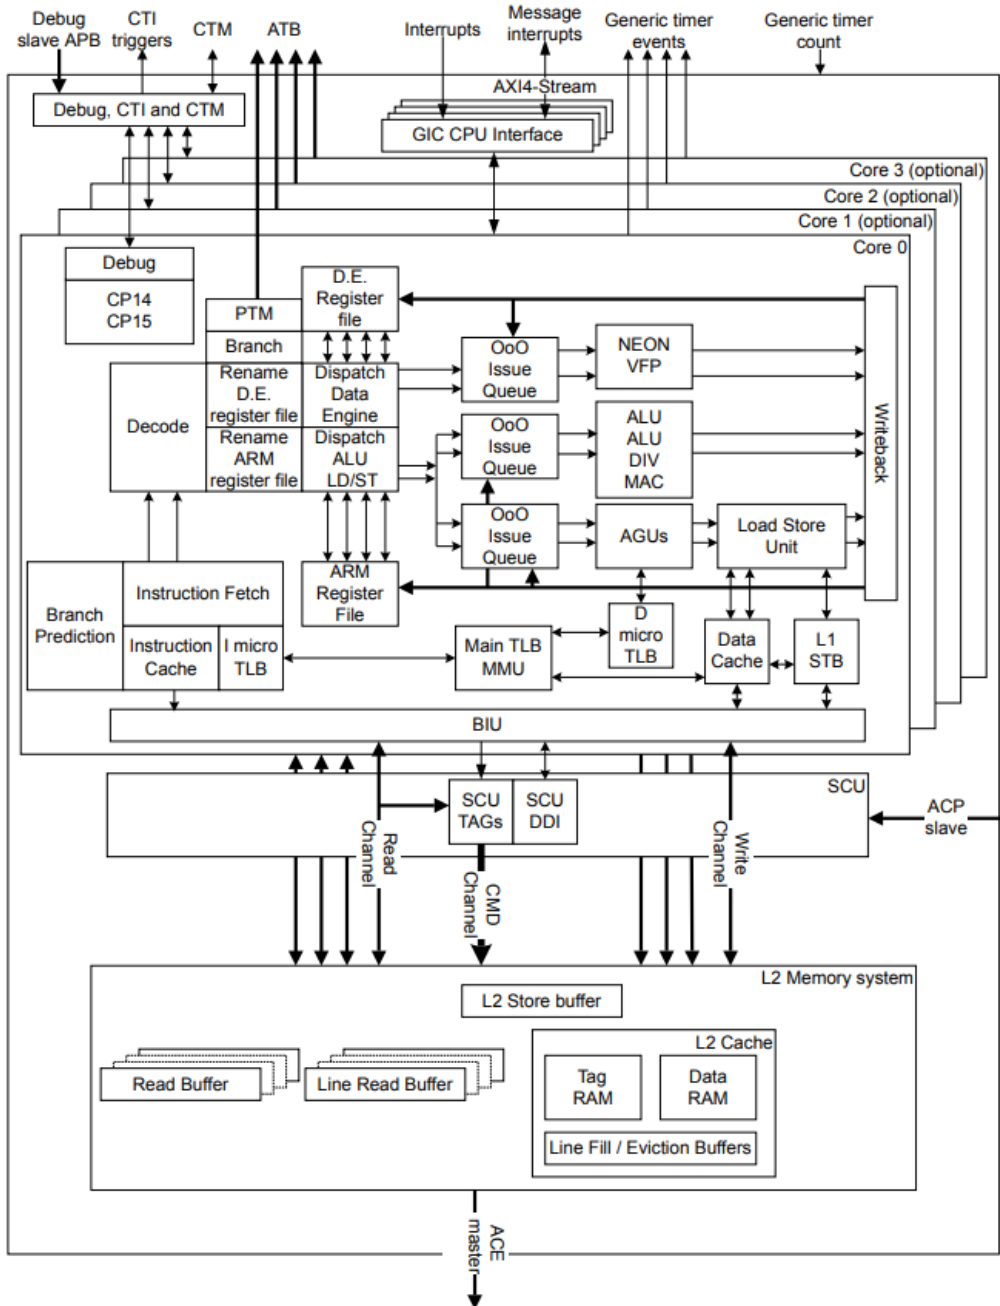 Debug
slave APB
CTI
triggers
CTM
ATB
Interrupts
Message
interrupts
Generic timer
events
Generic timer
count
AXI4-Stream
Debug, CTI and CTM
GIC CPU Interface
Core 3 (optional)
Core 2 (optional)
Core 1 (optional)
Core 0
Debug
CP14
CP15
PTM
Branch
D.E.
Register
file
Decode
Rename
D.E.
register file
Dispatch
Data
Engine
Rename
ARM
register file
Dispatch
ALU
LD/ST
OoO
Issue
Queue
NEON
VFP
OoO
Issue
Queue
ALU
ALU
DIV
MAC
OoO
Issue
Queue
AGUs
Load Store
Unit
Writeback
Branch
Prediction
Instruction Fetch
Instruction
Cache
I micro
TLB
ARM
Register
File
Main TLB
MMU
D
micro
TLB
Data
Cache
L1
STB
BIU
SCU
SCU
TAGs
SCU
DDI
ACP
slave
Read
Channel
CMD
Channel
Write
Channel
L2 Memory system
L2 Store buffer
Read Buffer
Line Read Buffer
L2 Cache
Tag
RAM
Data
RAM
Line Fill / Eviction Buffers
ACE
master